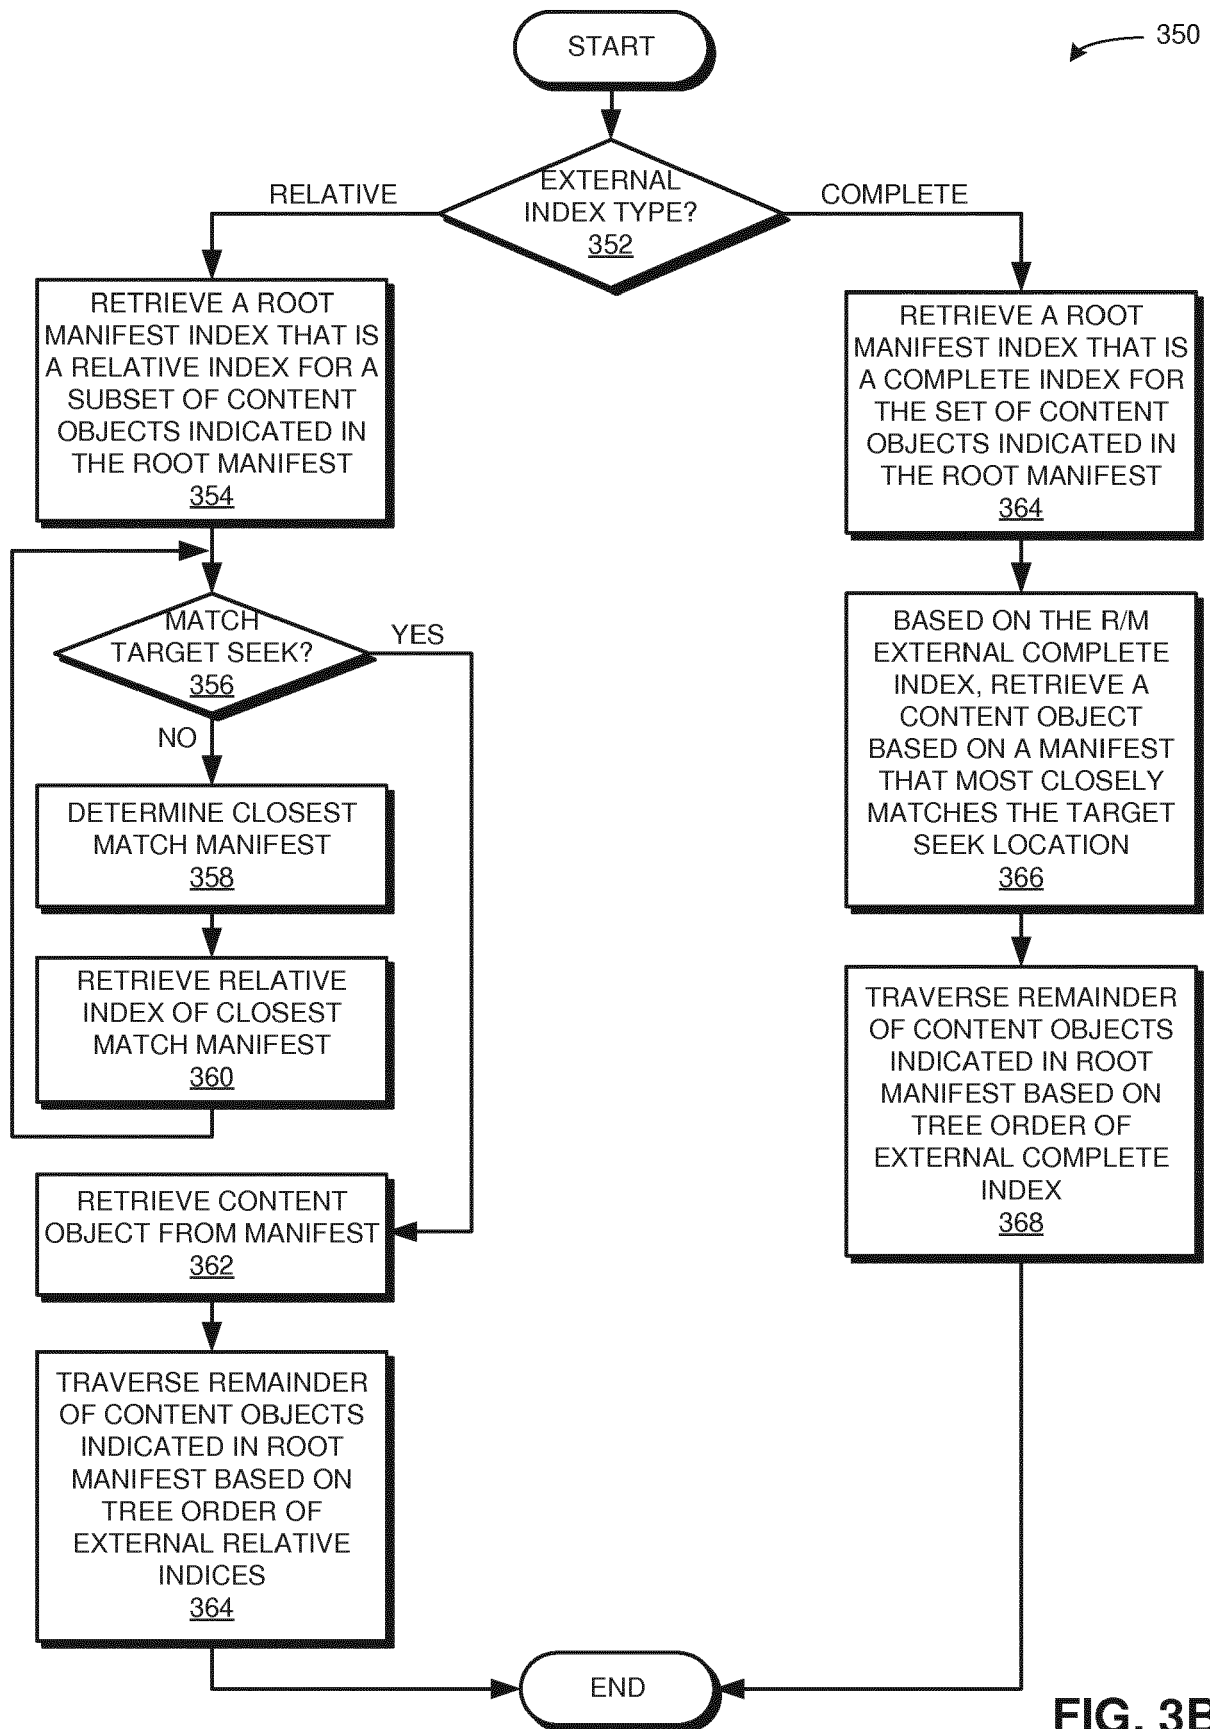 START
350
EXTERNAL
INDEX TYPE?
352
RELATIVE
COMPLETE
RETRIEVE A ROOT
MANIFEST INDEX THAT IS
A RELATIVE INDEX FOR A
SUBSET OF CONTENT
OBJECTS INDICATED IN
THE ROOT MANIFEST
354
MATCH
TARGET SEEK?
356
YES
NO
DETERMINE CLOSEST
MATCH MANIFEST
358
RETRIEVE RELATIVE
INDEX OF CLOSEST
MATCH MANIFEST
360
RETRIEVE CONTENT
OBJECT FROM MANIFEST
362
TRAVERSE REMAINDER
OF CONTENT OBJECTS
INDICATED IN ROOT
MANIFEST BASED ON
TREE ORDER OF
EXTERNAL RELATIVE
INDICES
364
RETRIEVE A ROOT
MANIFEST INDEX THAT IS
A COMPLETE INDEX FOR
THE SET OF CONTENT
OBJECTS INDICATED IN
THE ROOT MANIFEST
364
BASED ON THE R/M
EXTERNAL COMPLETE
INDEX, RETRIEVE A
CONTENT OBJECT
BASED ON A MANIFEST
THAT MOST CLOSELY
MATCHES THE TARGET
SEEK LOCATION
366
TRAVERSE REMAINDER
OF CONTENT OBJECTS
INDICATED IN ROOT
MANIFEST BASED ON
TREE ORDER OF
EXTERNAL COMPLETE
INDEX
368
END
FIG. 3B